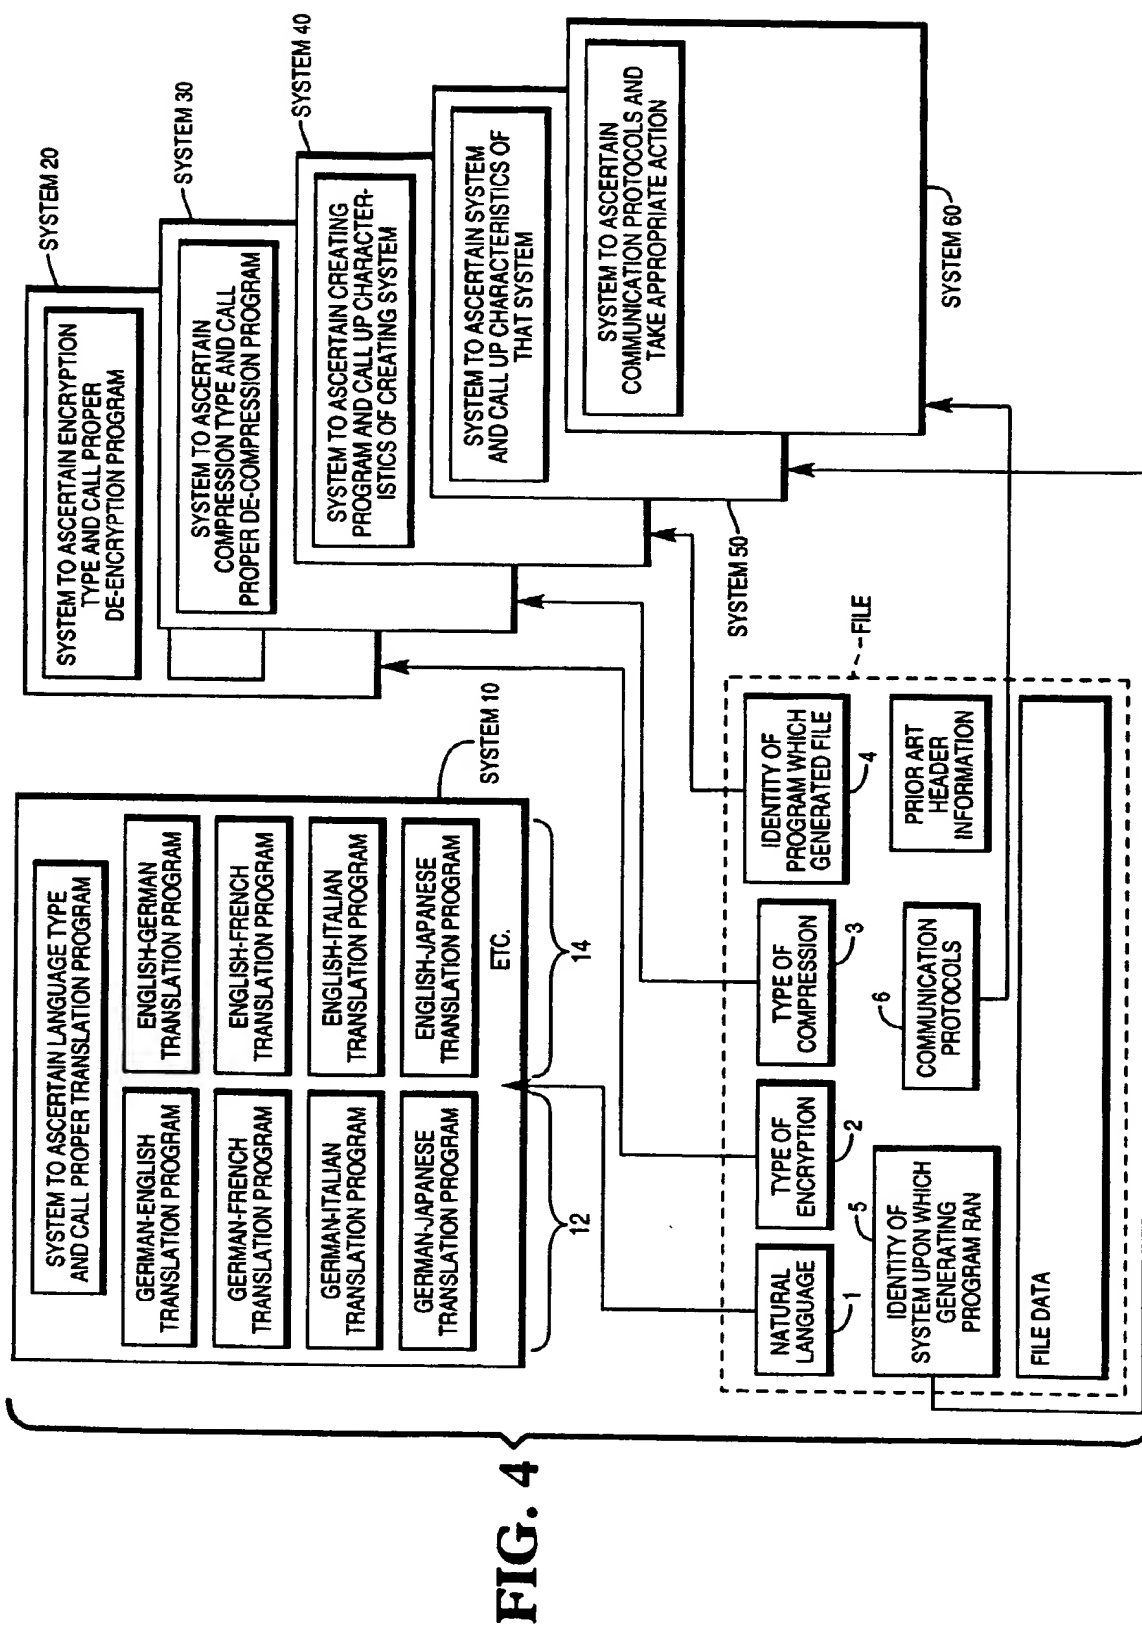 SYSTEM TO ASCERTAIN LANGUAGE TYPE
AND CALL PROPER TRANSLATION PROGRAM
GERMAN-ENGLISH
TRANSLATION PROGRAM
ENGLISH-GERMAN
TRANSLATION PROGRAM
GERMAN-FRENCH
TRANSLATION PROGRAM
ENGLISH-FRENCH
TRANSLATION PROGRAM
GERMAN-ITALIAN
TRANSLATION PROGRAM
ENGLISH-ITALIAN
TRANSLATION PROGRAM
GERMAN-JAPANESE
TRANSLATION PROGRAM
ENGLISH-JAPANESE
TRANSLATION PROGRAM
ETC.
12
14
SYSTEM 10
SYSTEM 20
SYSTEM TO ASCERTAIN ENCRYPTION
TYPE AND CALL PROPER
DE-ENCRYPTION PROGRAM
SYSTEM 30
SYSTEM TO ASCERTAIN
COMPRESSION TYPE AND CALL
PROPER DE-COMPRESSION PROGRAM
SYSTEM 40
SYSTEM TO ASCERTAIN CREATING
PROGRAM AND CALL UP CHARACTER-
ISTICS OF CREATING SYSTEM
SYSTEM TO ASCERTAIN SYSTEM
AND CALL UP CHARACTERISTICS OF
THAT SYSTEM
SYSTEM 50
SYSTEM TO ASCERTAIN
COMMUNICATION PROTOCOLS AND
TAKE APPROPRIATE ACTION
SYSTEM 60
FILE
NATURAL
LANGUAGE
1
TYPE OF
ENCRYPTION
2
TYPE OF
COMPRESSION
3
IDENTITY OF
PROGRAM WHICH
GENERATED FILE
4
5
IDENTITY OF
SYSTEM UPON WHICH
GENERATING
PROGRAM RAN
6
COMMUNICATION
PROTOCOLS
PRIOR ART
HEADER
INFORMATION
FILE DATA
FIG. 4